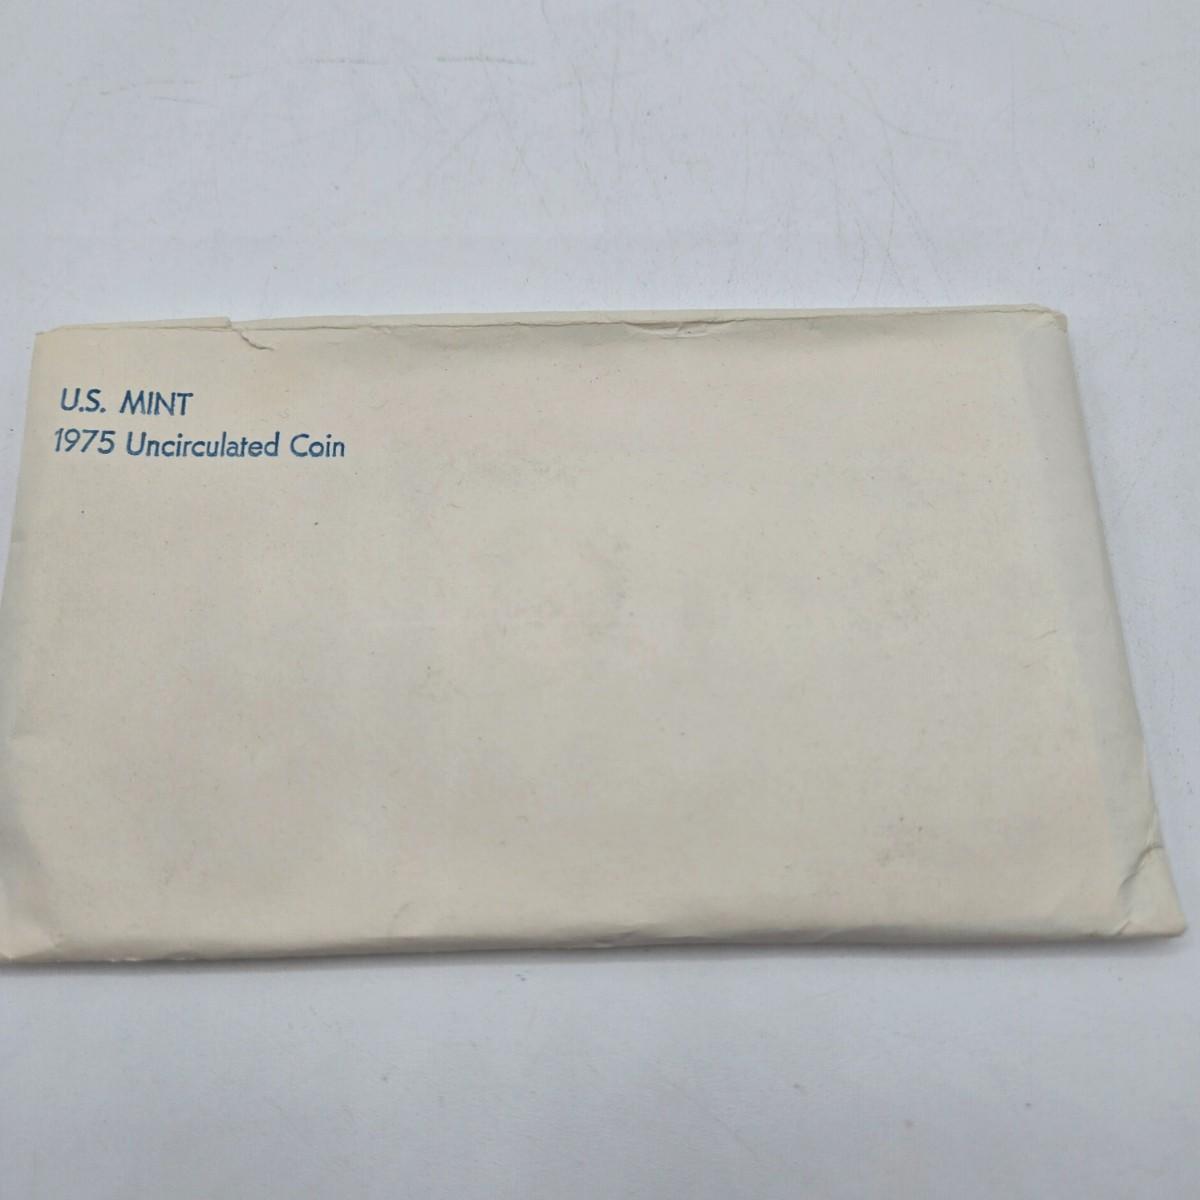 U.S. MINT
1975 Uncirculated Coin